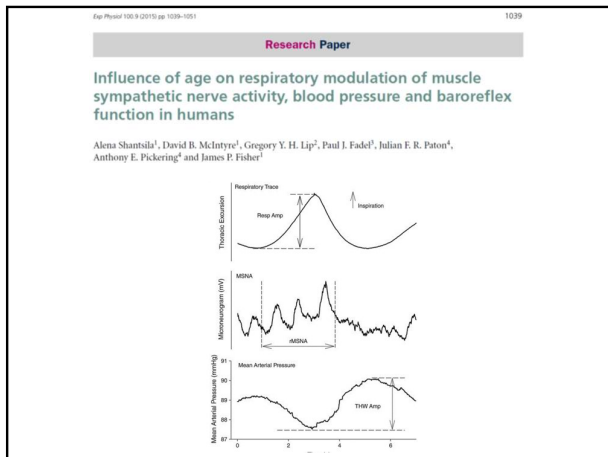 Exp Physiol 100.9 (2015) pp 1039–1051
1039
Research Paper
Influence of age on respiratory modulation of muscle
sympathetic nerve activity, blood pressure and baroreflex
function in humans
Alena Shantsila¹, David B. McIntyre¹, Gregory Y. H. Lip², Paul J. Fadel³, Julian F. R. Paton⁴,
Anthony E. Pickering⁴ and James P. Fisher¹
Respiratory Trace
Resp Amp
Inspiration
Thoracic Excursion
MSNA
Microneurogram (mV)
rMSNA
Mean Arterial Pressure
Mean Arterial Pressure (mmHg)
91
90
89
88
87
THW Amp
0 2 4 6